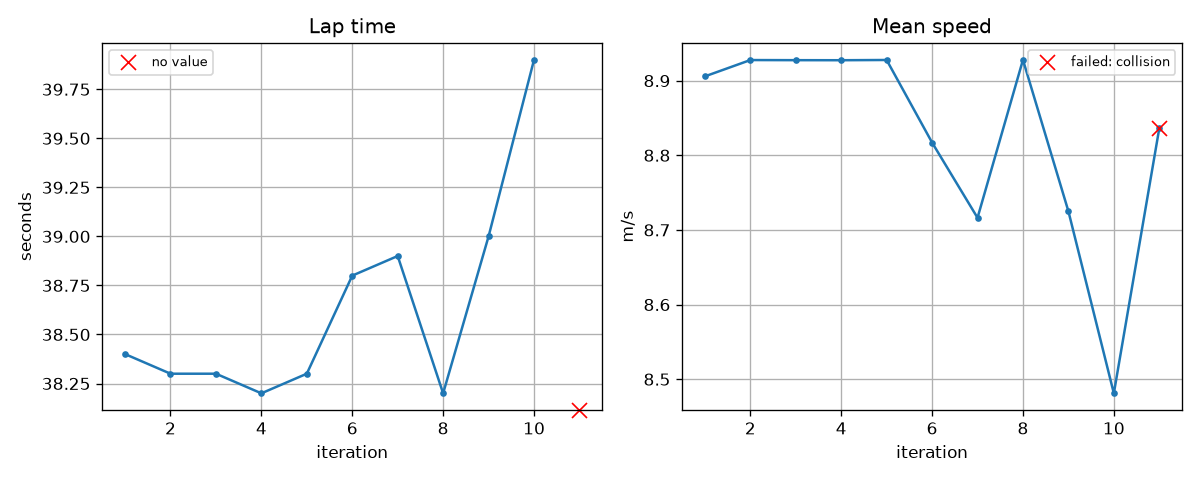 Lap time
no value
seconds
39.75
39.50
39.25
39.00
38.75
38.50
38.25
2
4
6
8
10
iteration
Mean speed
failed: collision
m/s
8.9
8.8
8.7
8.6
8.5
2
4
6
8
10
iteration